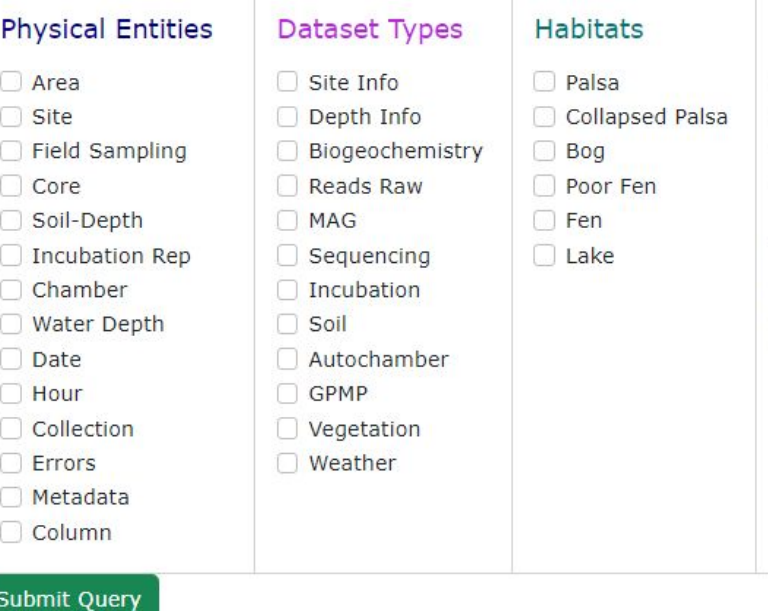 Physical Entities
Area
Site
Field Sampling
Core
Soil-Depth
Incubation Rep
Chamber
Water Depth
Date
Hour
Collection
Errors
Metadata
Column
Dataset Types
Site Info
Depth Info
Biogeochemistry
Reads Raw
MAG
Sequencing
Incubation
Soil
Autochamber
GPMP
Vegetation
Weather
Habitats
Palsa
Collapsed Palsa
Bog
Poor Fen
Fen
Lake
Submit Query